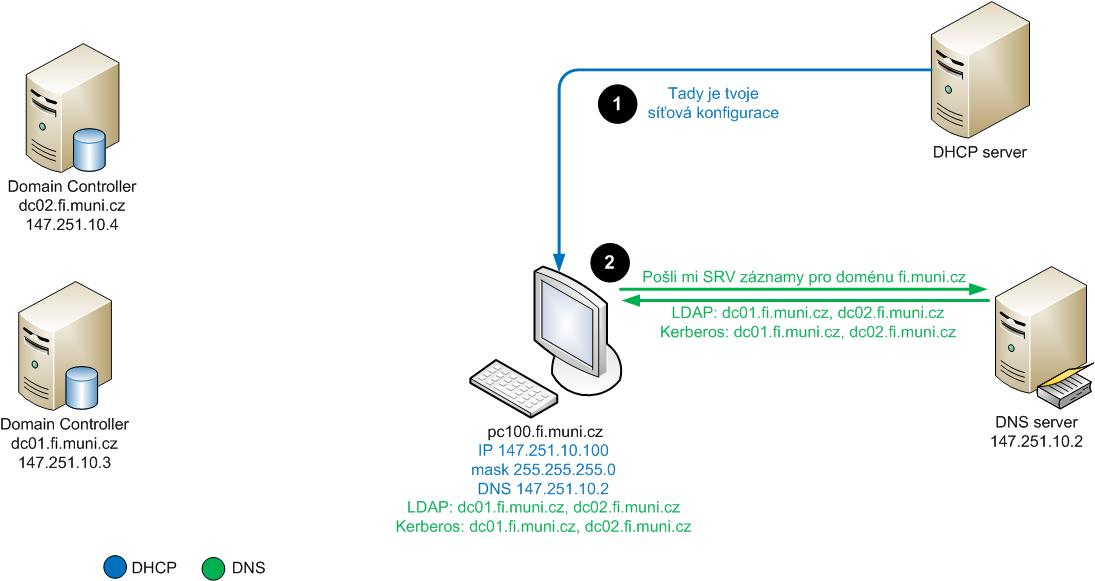 1
Tady je tvoje
síťová konfigurace
DHCP server
Domain Controller
dc02.fi.muni.cz
147.251.10.4
2
Pošli mi SRV záznamy pro doménu fi.muni.cz
LDAP: dc01.fi.muni.cz, dc02.fi.muni.cz
Kerberos: dc01.fi.muni.cz, dc02.fi.muni.cz
Domain Controller
dc01.fi.muni.cz
147.251.10.3
pc100.fi.muni.cz
IP 147.251.10.100
mask 255.255.255.0
DNS 147.251.10.2
LDAP: dc01.fi.muni.cz, dc02.fi.muni.cz
Kerberos: dc01.fi.muni.cz, dc02.fi.muni.cz
DNS server
147.251.10.2
DHCP
DNS